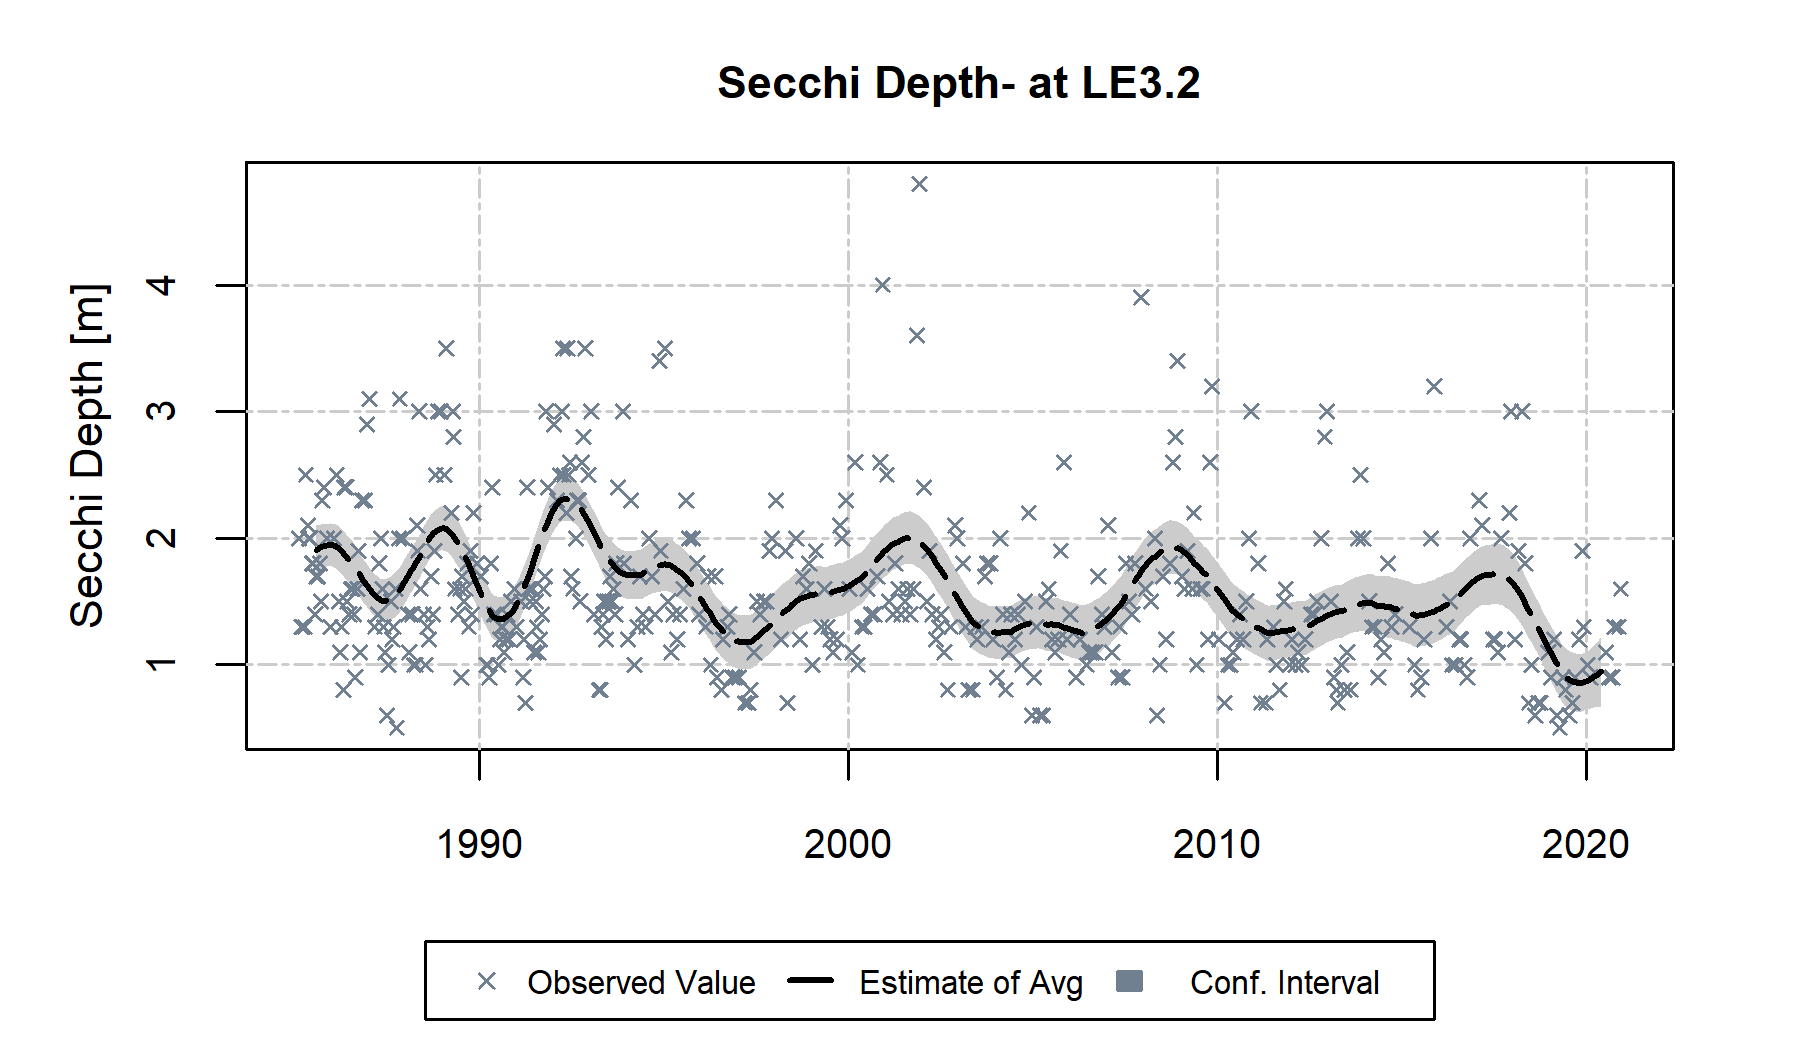 Secchi Depth- at LE3.2
Secchi Depth [m]
4
3
2
1
1990 2000 2010 2020
Observed Value Estimate of Avg Conf. Interval